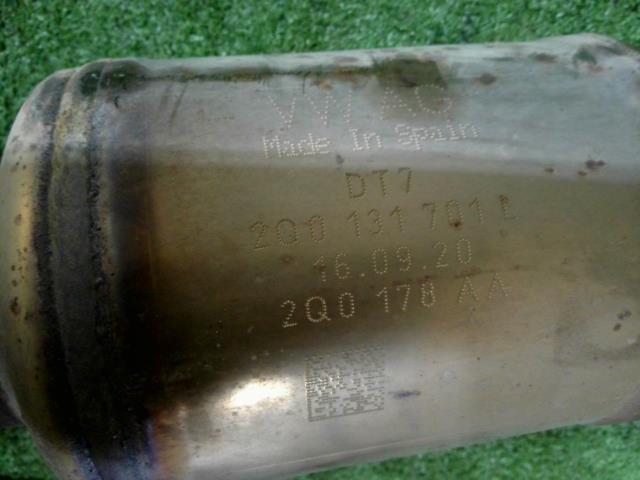 VW AG
Made In Spain
DT7
2Q0 131 701 L
16.09.20
2Q0 178 AA